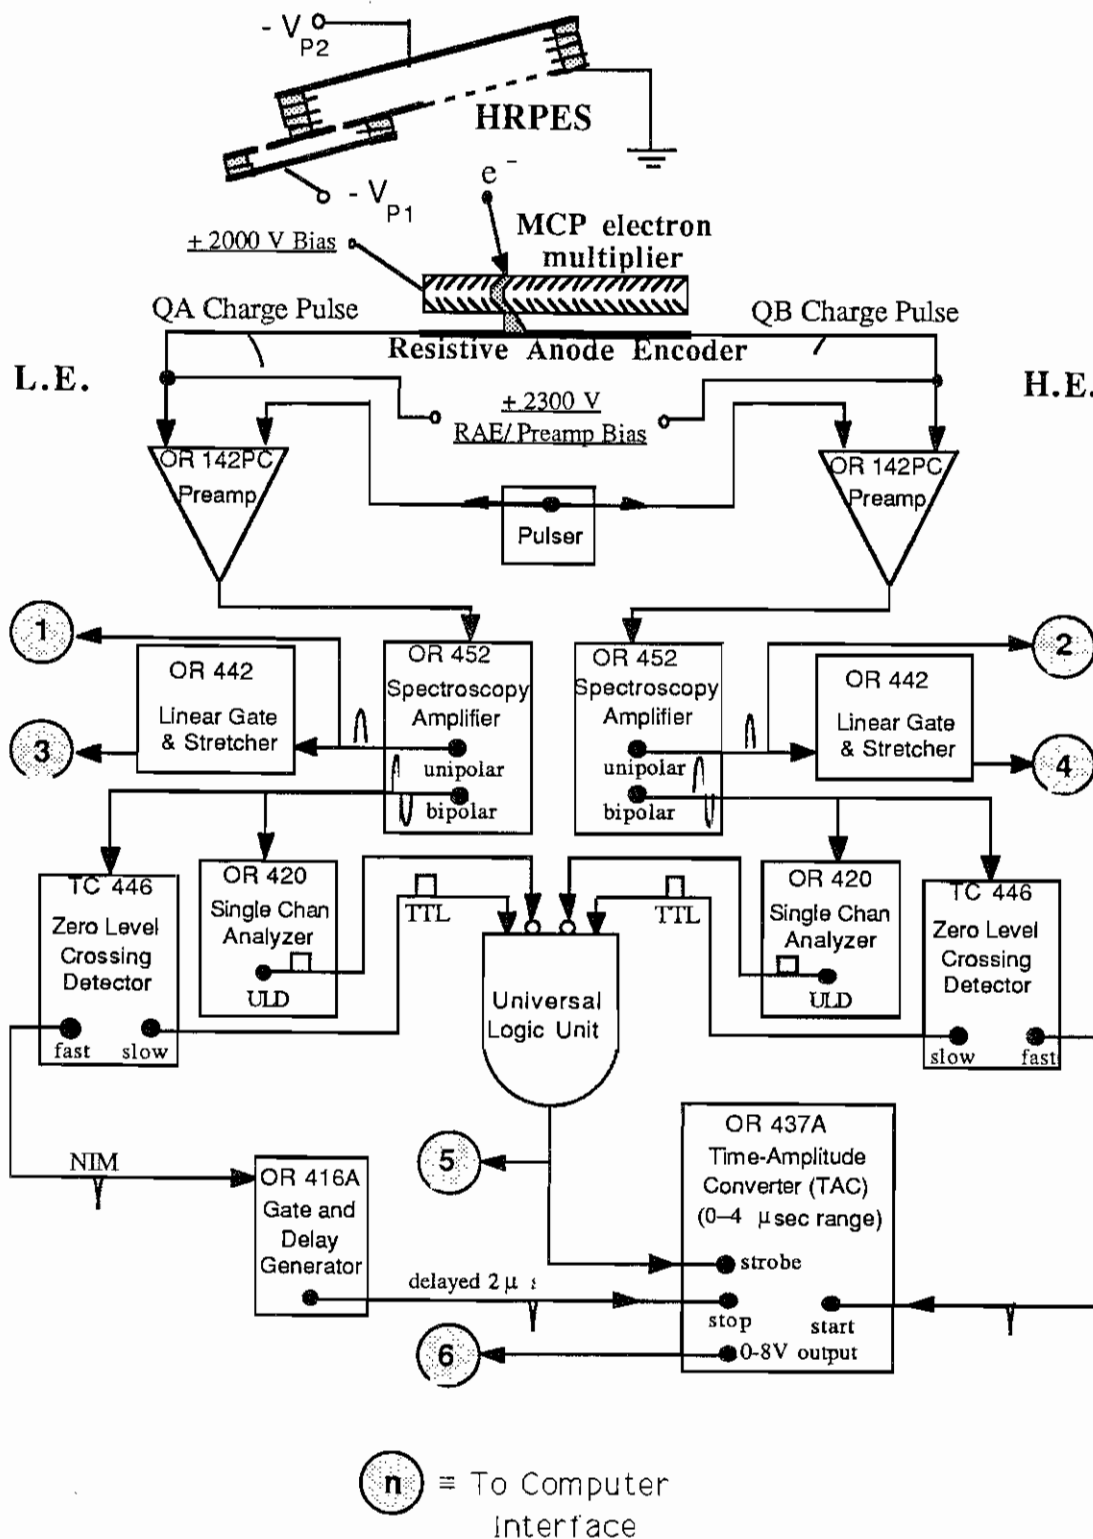 - V P2
HRPES
- V P1
e -
MCP electron
multiplier
+ 2000 V Bias
QA Charge Pulse
QB Charge Pulse
Resistive Anode Encoder
L.E.
H.E.
+ 2300 V
RAE/ Preamp Bias
OR 142PC
Preamp
OR 142PC
Preamp
Pulser
1
2
OR 452
Spectroscopy
Amplifier
unipolar
bipolar
OR 452
Spectroscopy
Amplifier
unipolar
bipolar
OR 442
Linear Gate
& Stretcher
OR 442
Linear Gate
& Stretcher
3
4
TC 446
Zero Level
Crossing
Detector
fast slow
OR 420
Single Chan
Analyzer
ULD
TTL
TTL
Universal
Logic Unit
OR 420
Single Chan
Analyzer
ULD
TC 446
Zero Level
Crossing
Detector
slow fast
NIM
5
OR 416A
Gate and
Delay
Generator
delayed 2 μ
OR 437A
Time-Amplitude
Converter (TAC)
(0–4 μsec range)
strobe
stop start
0-8V output
6
n ≡ To Computer
Interface